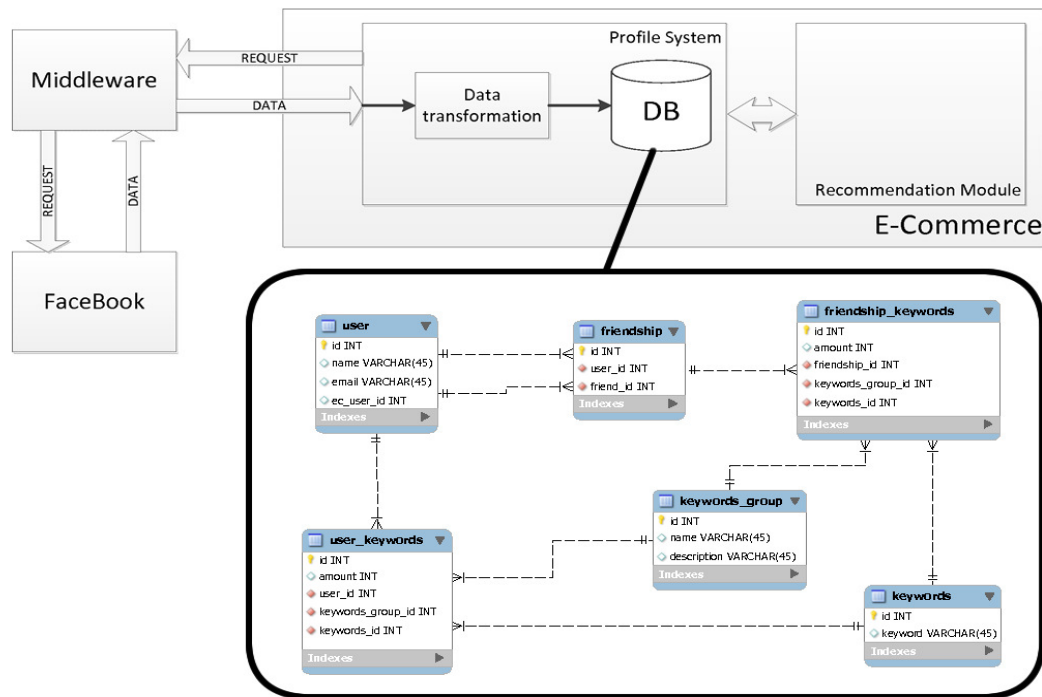 Middleware
REQUEST
DATA
REQUEST
DATA
FaceBook
Profile System
Data
transformation
DB
Recommendation Module
E-Commerce
user
id INT
name VARCHAR(45)
email VARCHAR(45)
ec_user_id INT
Indexes
friendship
id INT
user_id INT
friend_id INT
Indexes
friendship_keywords
id INT
amount INT
friendship_id INT
keywords_group_id INT
keywords_id INT
Indexes
keywords_group
id INT
name VARCHAR(45)
description VARCHAR(45)
Indexes
user_keywords
id INT
amount INT
user_id INT
keywords_group_id INT
keywords_id INT
Indexes
keywords
id INT
keyword VARCHAR(45)
Indexes